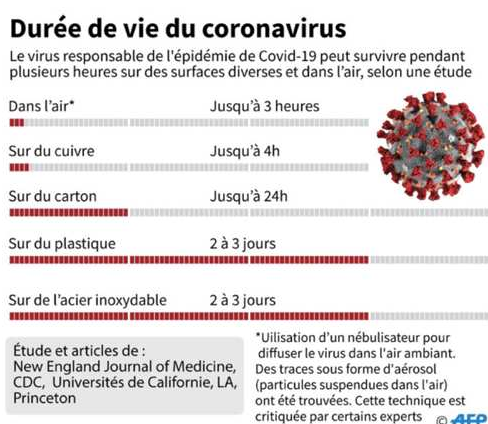 Durée de vie du coronavirus
Le virus responsable de l'épidémie de Covid-19 peut survivre pendant
plusieurs heures sur des surfaces diverses et dans l'air, selon une étude
Dans l'air* Jusqu'à 3 heures
Sur du cuivre Jusqu'à 4h
Sur du carton Jusqu'à 24h
Sur du plastique 2 à 3 jours
Sur de l'acier inoxydable 2 à 3 jours
Étude et articles de :
New England Journal of Medicine,
CDC, Universités de Californie, LA,
Princeton
*Uilisation d'un nébulisateur pour
diffuser le virus dans l'air ambiant.
Des traces sous forme d'aérosol
(particules suspendues dans l'air)
ont été trouvées. Cette technique est
critiquée par certains experts
© AFP